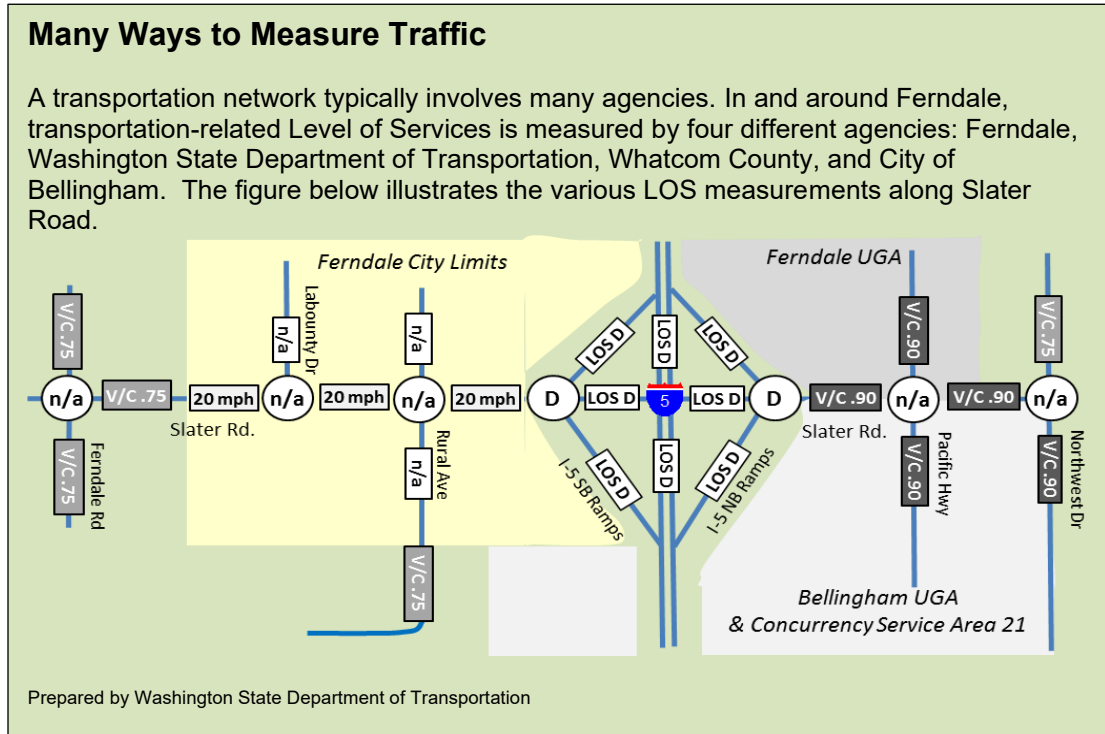 Many Ways to Measure Traffic
A transportation network typically involves many agencies. In and around Ferndale,
transportation-related Level of Services is measured by four different agencies: Ferndale,
Washington State Department of Transportation, Whatcom County, and City of
Bellingham.  The figure below illustrates the various LOS measurements along Slater
Road.
Ferndale City Limits
Ferndale UGA
V/C .75
Labounty Dr
n/a
n/a
LOS D
LOS D
LOS D
V/C .90
V/C .75
n/a
V/C .75
20 mph
n/a
20 mph
n/a
20 mph
D
LOS D
5
LOS D
D
V/C .90
n/a
V/C .90
n/a
Slater Rd.
Slater Rd.
V/C .75
Ferndale Rd
n/a
Rural Ave
LOS D
I-5 SB Ramps
LOS D
LOS D
I-5 NB Ramps
V/C .90
Pacific Hwy
V/C .90
Northwest Dr
V/C .75
Bellingham UGA
& Concurrency Service Area 21
Prepared by Washington State Department of Transportation